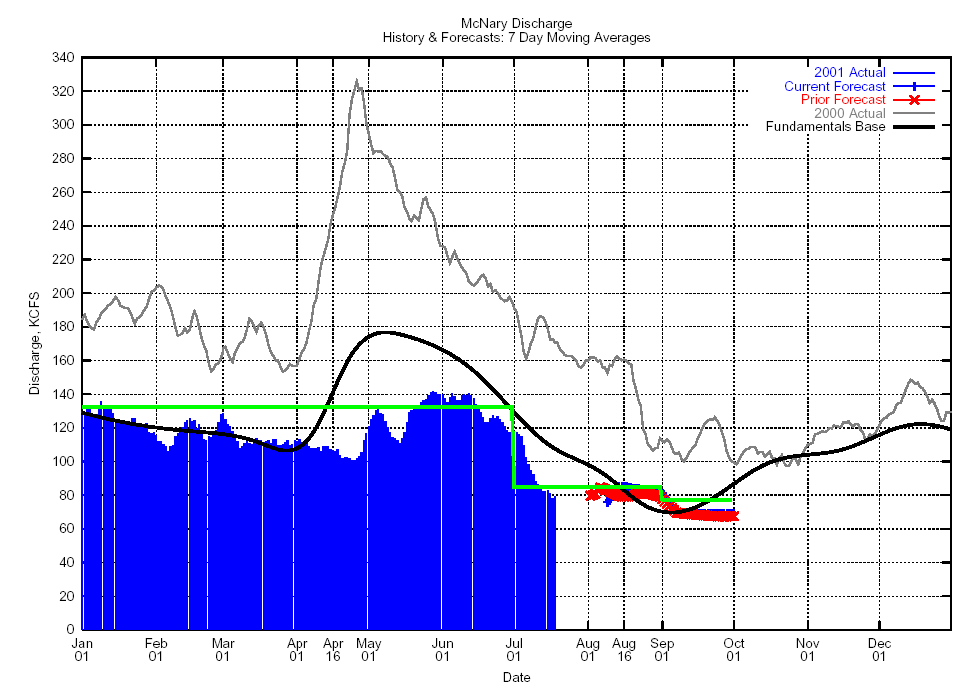 McNary Discharge
History & Forecasts: 7 Day Moving Averages
2001 Actual
Current Forecast
Prior Forecast
2000 Actual
Fundamentals Base
Discharge, KCFS
340
320
300
280
260
240
220
200
180
160
140
120
100
80
60
40
20
0
Jan Feb Mar Apr Apr May Jun Jul Aug Aug Sep Oct Nov Dec
01 01 01 01 16 01 01 01 01 16 01 01 01 01
Date